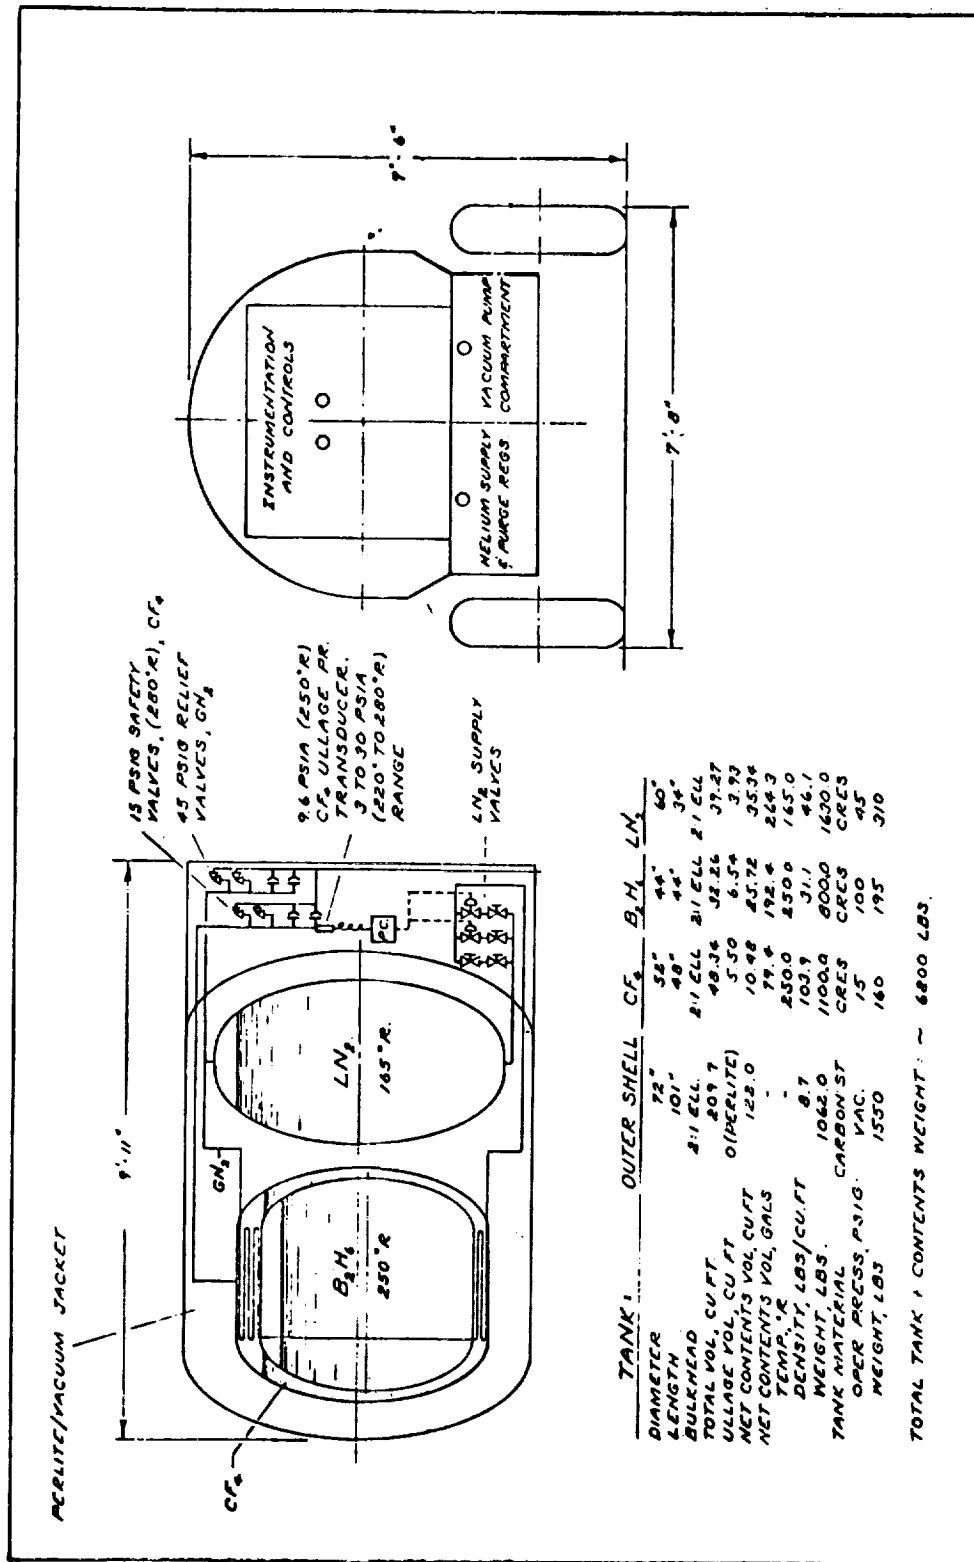 PERLITE/VACUUM JACKET
9'-11"
15 PSIG SAFETY
VALVES, (280°R), CF₄
45 PSIG RELIEF
VALVES, GN₂
9.6 PSIA (250°R)
CF₄ ULLAGE PR.
TRANSDUCER.
3 TO 30 PSIA
(220° TO 280°R)
RANGE
LN₂ SUPPLY
VALVES
CF₄
GN₂
B₂H₆
250°R
LN₂
165°R.
P.C.
INSTRUMENTATION
AND CONTROLS
HELIUM SUPPLY
& PURGE REGS
VACUUM PUMP
COMPARTMENT
9'-6"
7'-8"
TANK: OUTER SHELL CF₄ B₂H₆ LN₂
DIAMETER 72" 52" 44" 60"
LENGTH 101" 48" 44" 34"
BULKHEAD 2:1 ELL. 2:1 ELL 2:1 ELL 2:1 ELL
TOTAL VOL, CU FT 209.7 48.34 32.26 39.27
ULLAGE VOL, CU FT 0 (PERLITE) 5.50 6.54 3.93
NET CONTENTS VOL, CU FT 122.0 10.48 25.72 35.34
NET CONTENTS VOL, GALS - 79.4 192.4 264.3
TEMP, °R - 250.0 250.0 165.0
DENSITY, LBS/CU.FT 8.7 103.9 31.1 46.1
WEIGHT, LBS. 1062.0 1100.0 800.0 1630.0
TANK MATERIAL CARBON ST CRES CRES CRES
OPER PRESS, PSIG. VAC. 15 100 45
WEIGHT, LBS 1550 160 195 310
TOTAL TANK & CONTENTS WEIGHT: ~ 6800 LBS.